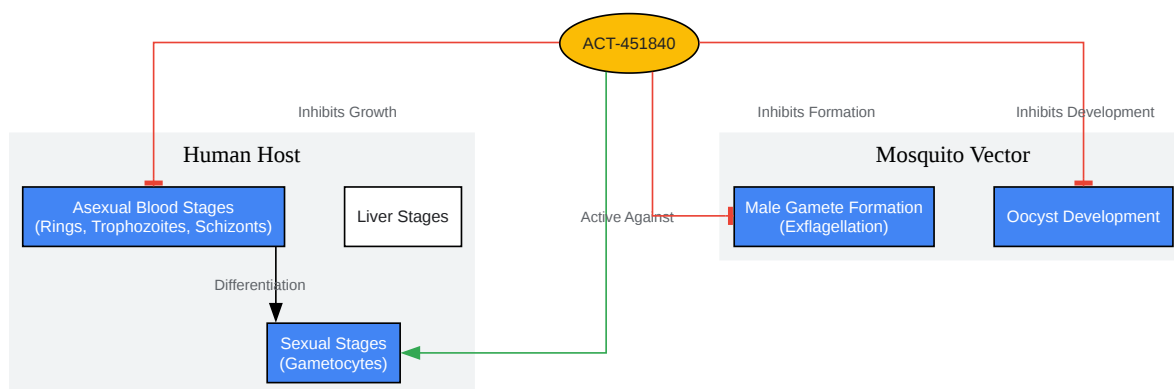 ACT-451840
Inhibits Growth
Inhibits Formation
Inhibits Development
Human Host
Mosquito Vector
Asexual Blood Stages
(Rings, Trophozoites, Schizonts)
Liver Stages
Active Against
Male Gamete Formation
(Exflagellation)
Oocyst Development
Differentiation
Sexual Stages
(Gametocytes)